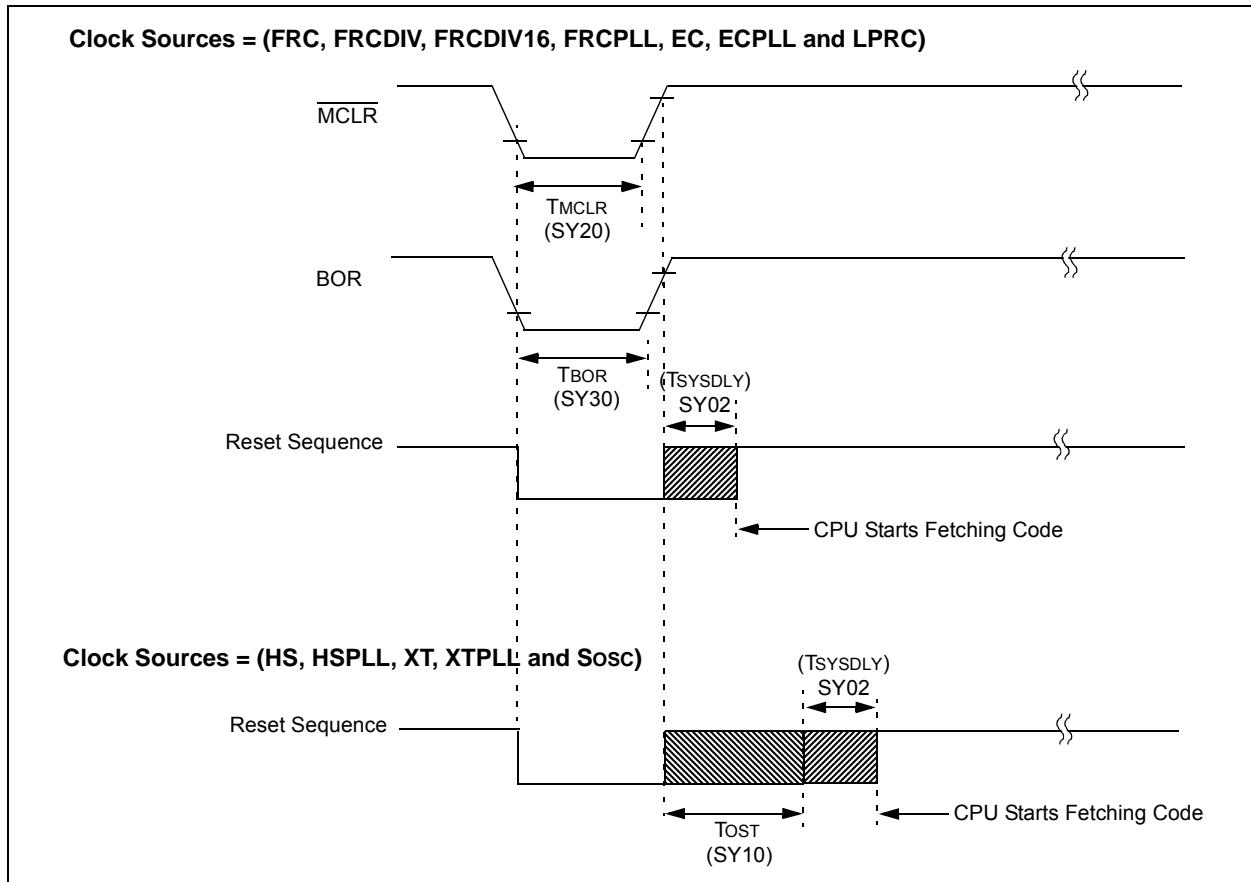 Clock Sources = (FRC, FRCDIV, FRCDIV16, FRCPLL, EC, ECPLL and LPRC)
MCLR
TMCLR
(SY20)
BOR
TBOR
(SY30)
(TSYSDLY)
SY02
Reset Sequence
CPU Starts Fetching Code
Clock Sources = (HS, HSPLL, XT, XTPLL and SOSC)
(TSYSDLY)
SY02
Reset Sequence
CPU Starts Fetching Code
TOST
(SY10)